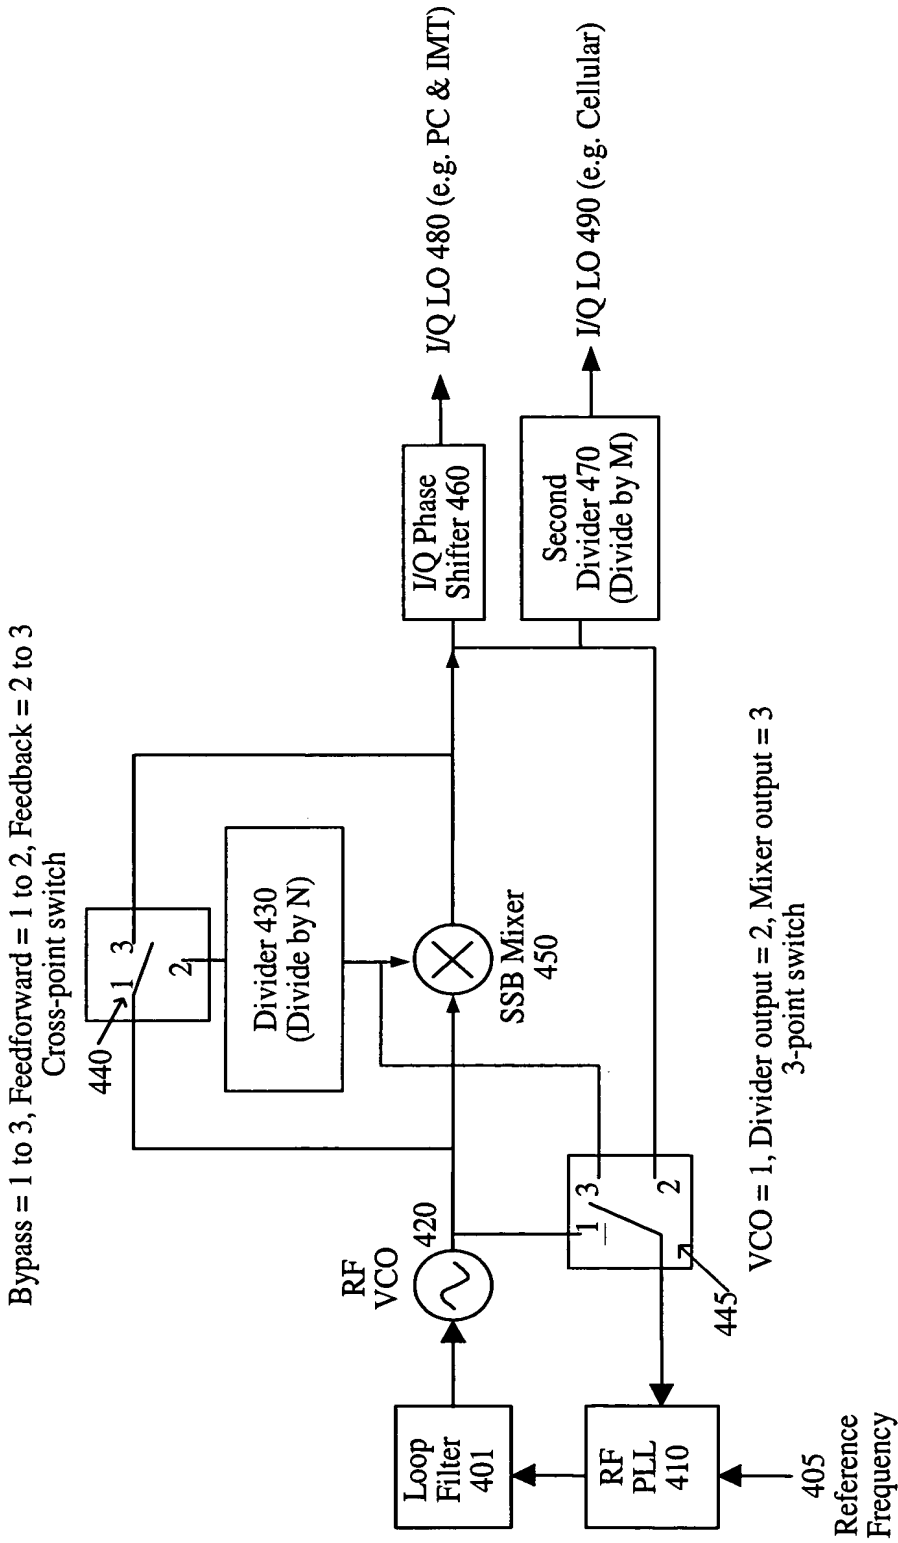 Bypass = 1 to 3, Feedforward = 1 to 2, Feedback = 2 to 3
Cross-point switch
440
1
3
2
Divider 430
(Divide by N)
RF
VCO
420
SSB Mixer
450
I/Q Phase
Shifter 460
I/Q LO 480 (e.g. PC & IMT)
Second
Divider 470
(Divide by M)
I/Q LO 490 (e.g. Cellular)
Loop
Filter
401
RF
PLL
410
405
Reference
Frequency
1
3
2
445
VCO = 1, Divider output = 2, Mixer output = 3
3-point switch